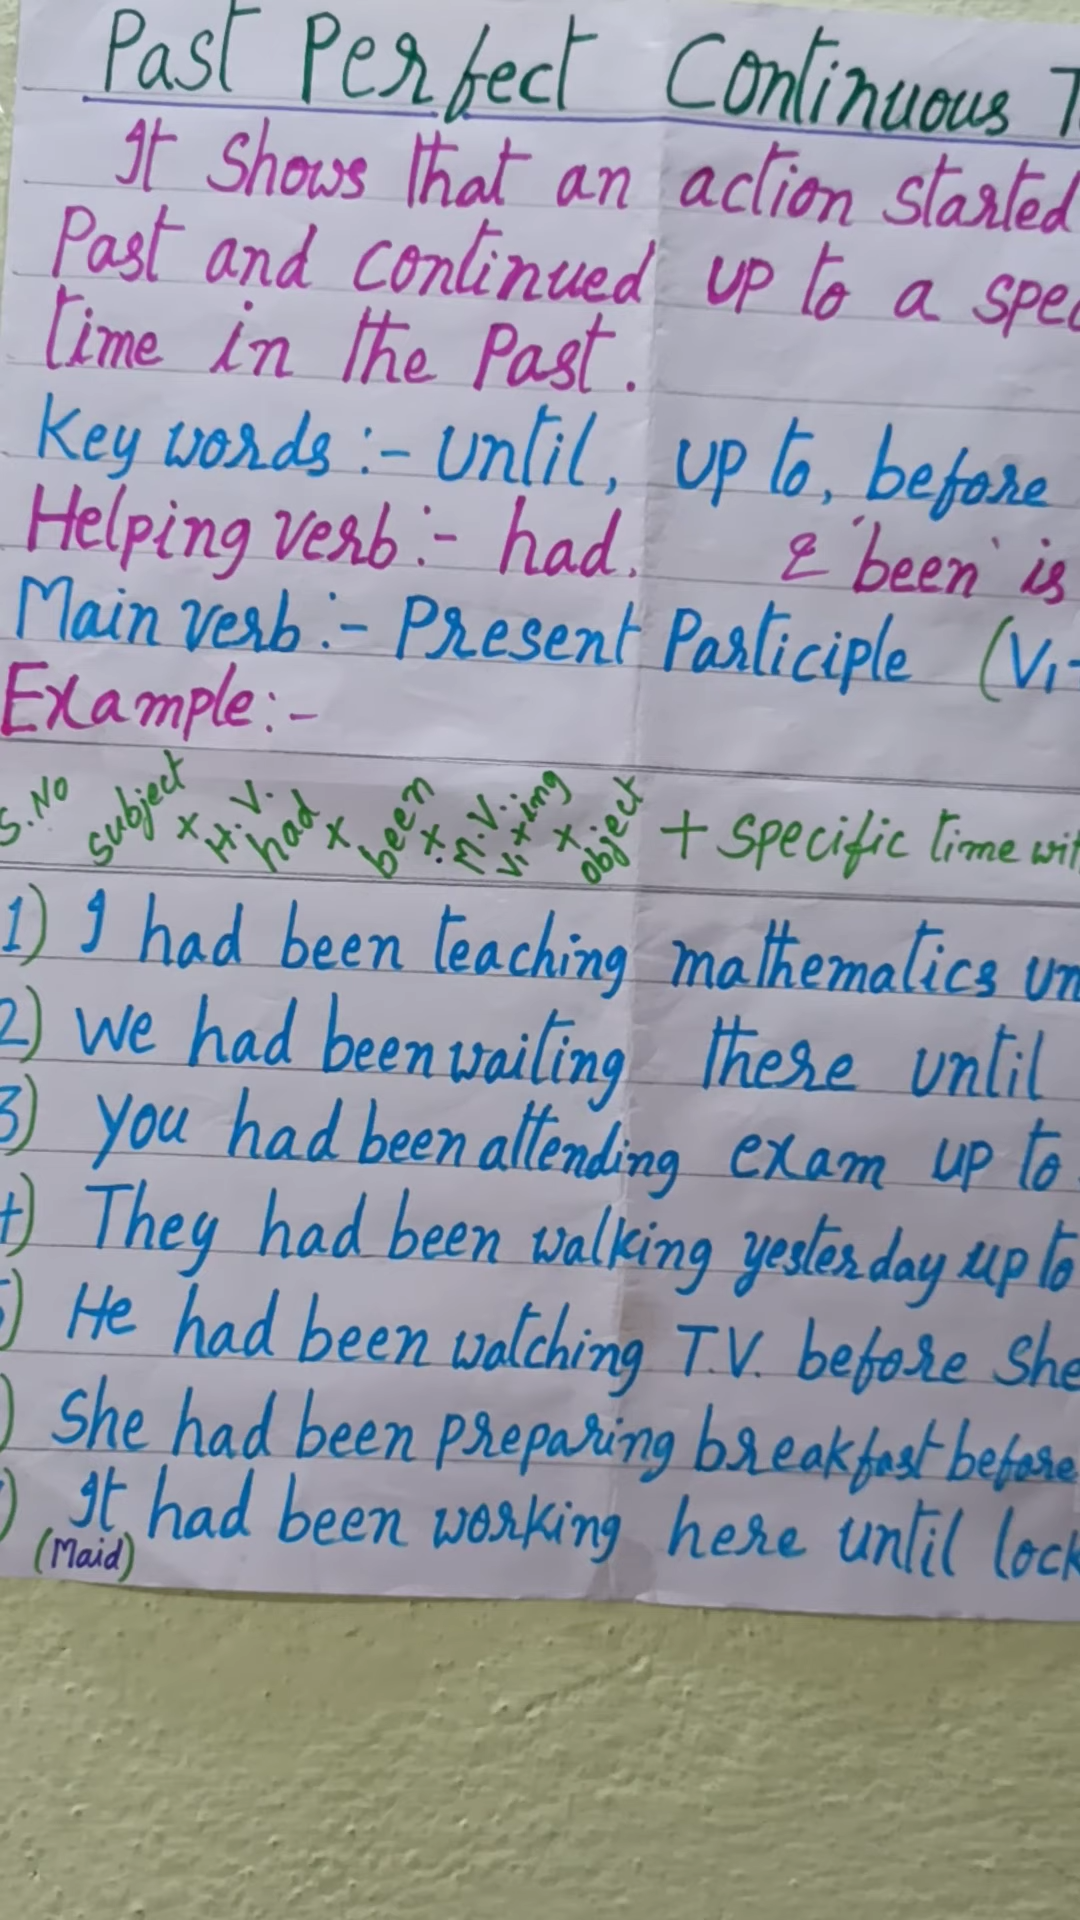 Past Perfect Continuous T
It shows that an action started
Past and continued up to a spec
time in the Past.
Key words :- until, up to, before
Helping verb :- had. & 'been' is
Main verb :- Present Participle (V1-
Example :-
S.No subject x H.V. had x been x M.V. V1+ing x object + specific time wit
1) I had been teaching mathematics un
2) We had been waiting there until
3) you had been attending exam up to
) They had been walking yesterday up to
) He had been watching T.V. before she
) She had been preparing breakfast before
) It had been working here until lock
(Maid)